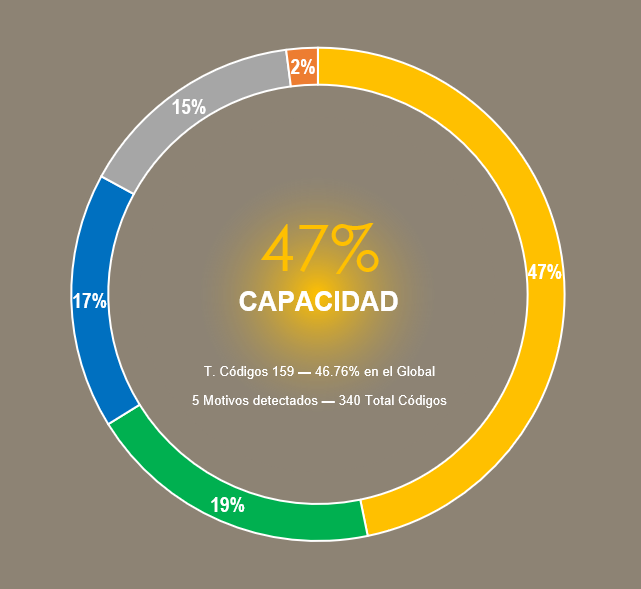 2%
15%
47%
47%
CAPACIDAD
17%
T. Códigos 159 — 46.76% en el Global
5 Motivos detectados — 340 Total Códigos
19%